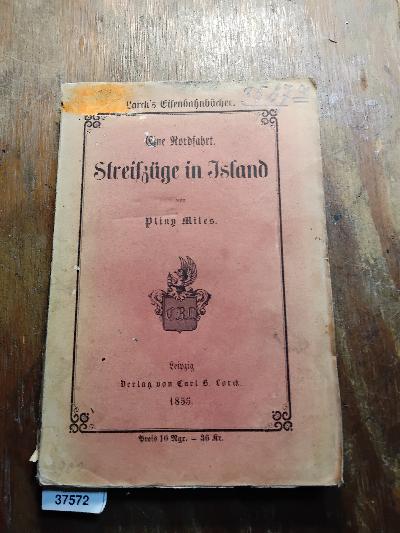 Lorck's Eisenbahnbücher.
Eine Nordfahrt.
Streifzüge in Island
von
Pliny Miles.
Leipzig
Verlag von Carl B. Lorck.
1855.
Preis 10 Ngr. – 36 Kr.
37572